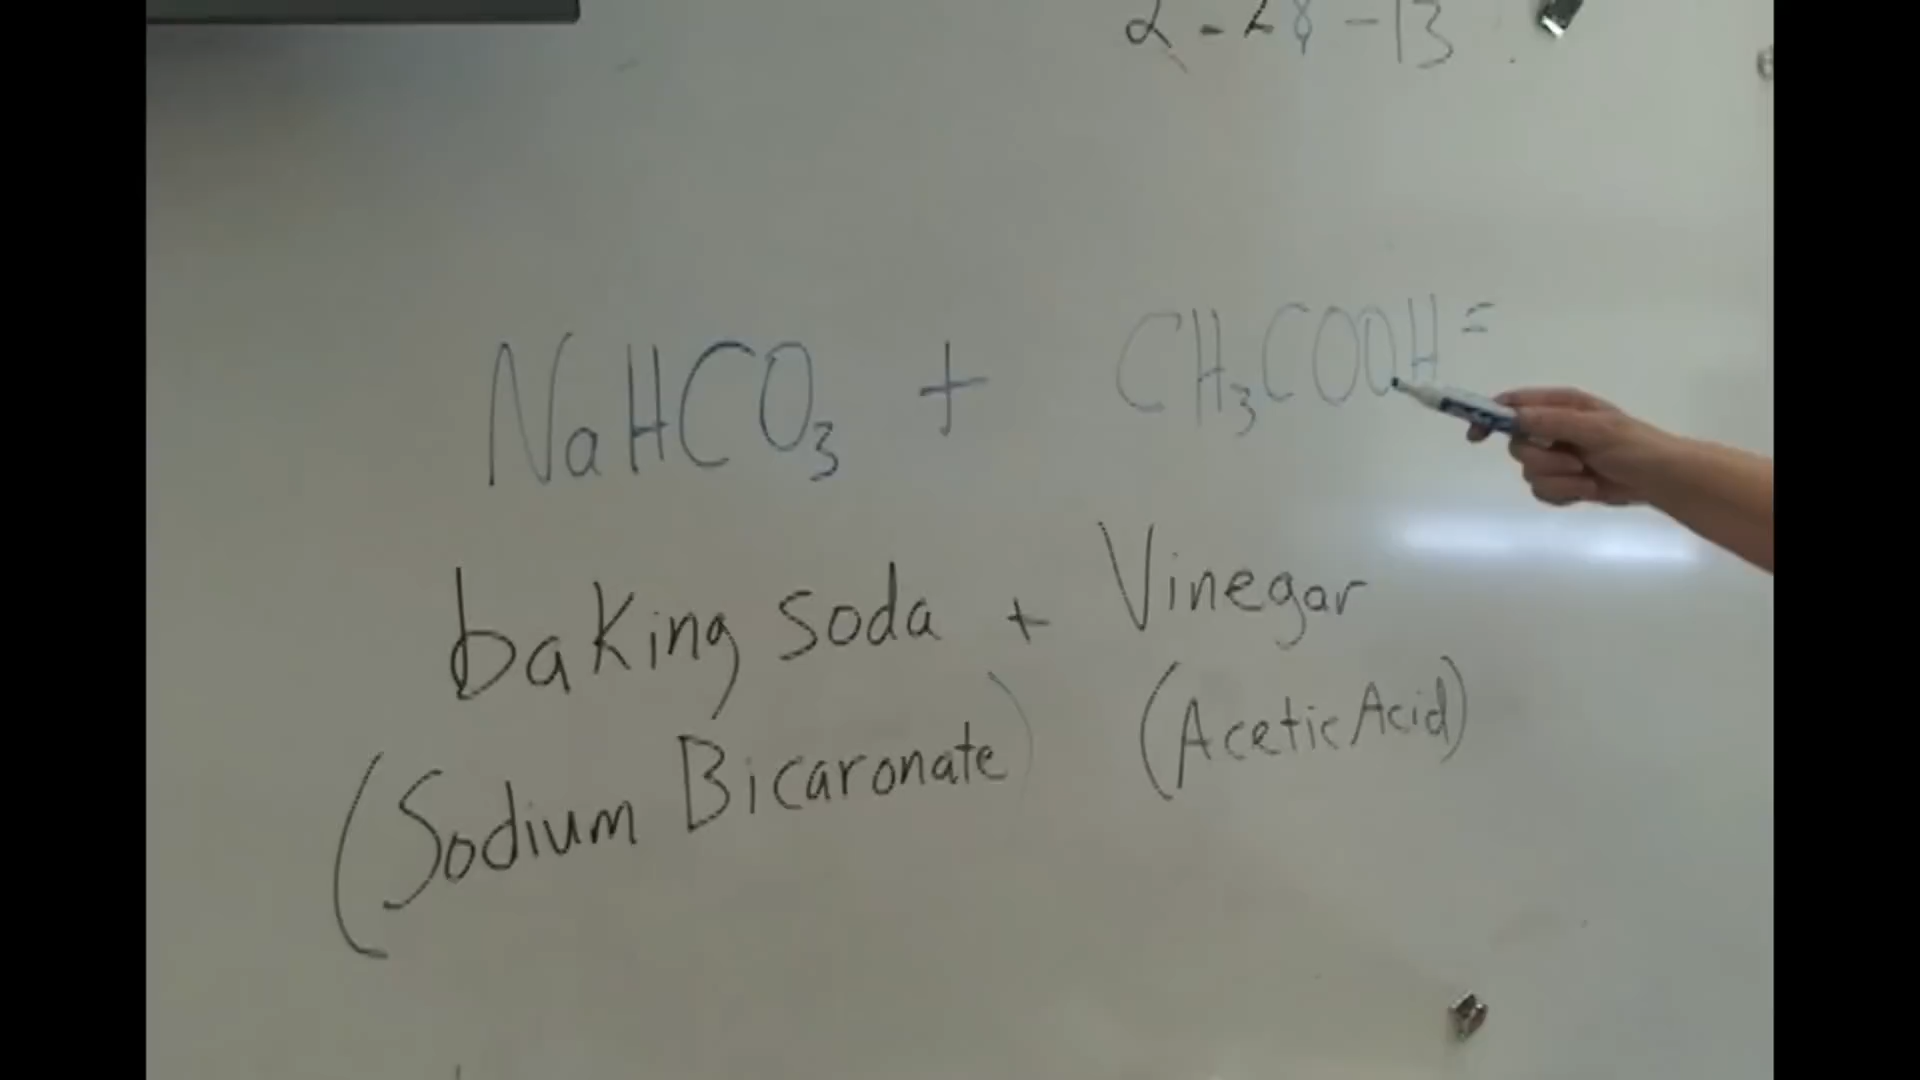 2-28-13
NaHCO₃ + CH₃COOH =
baking soda + Vinegar
(Sodium Bicaronate) (Acetic Acid)